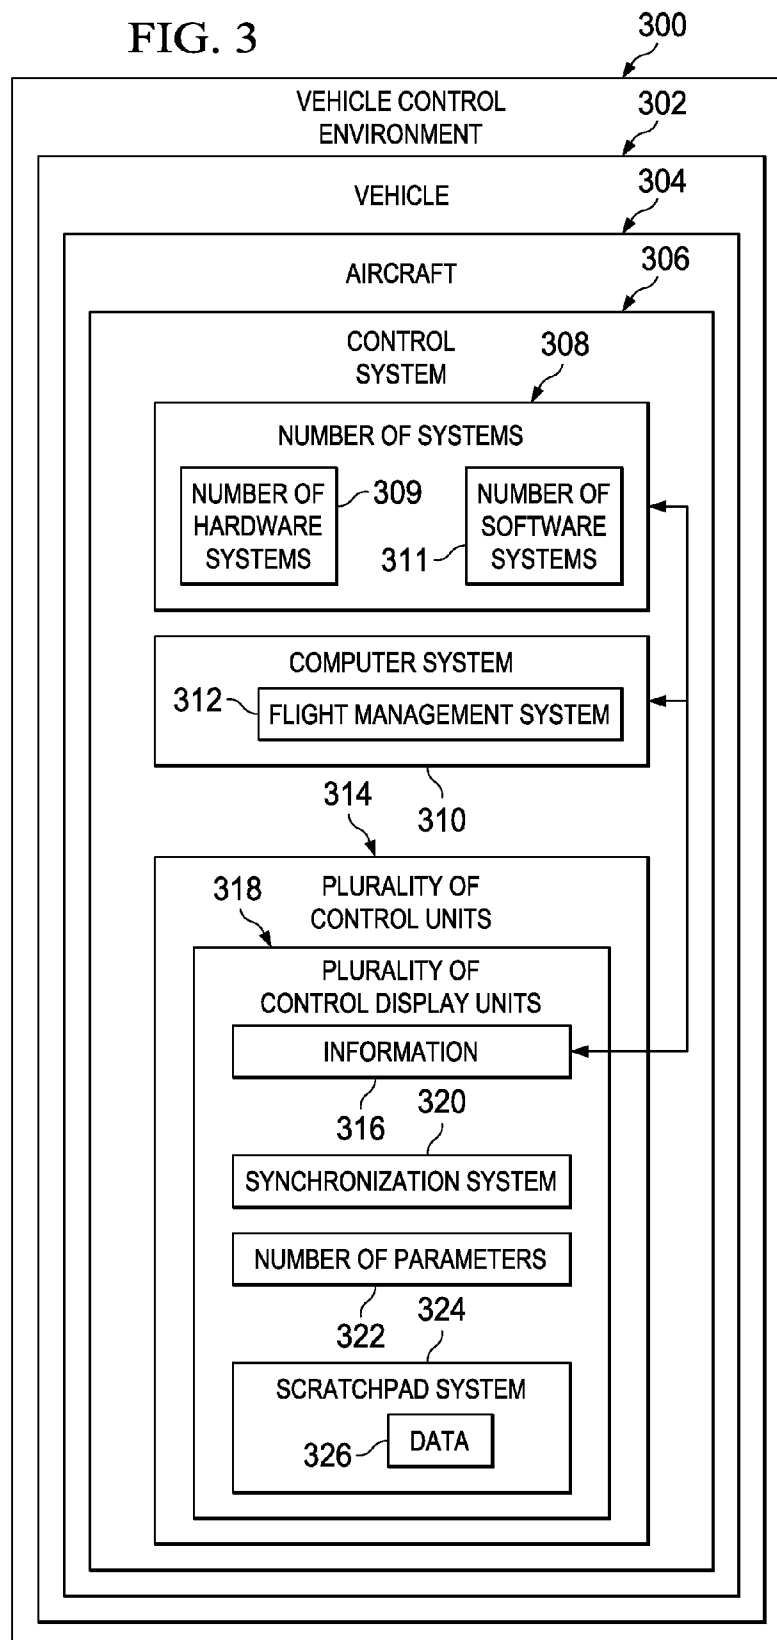 FIG. 3
300
VEHICLE CONTROL
ENVIRONMENT
302
VEHICLE
304
AIRCRAFT
306
CONTROL
SYSTEM
308
NUMBER OF SYSTEMS
NUMBER OF
HARDWARE
SYSTEMS
309
NUMBER OF
SOFTWARE
SYSTEMS
311
COMPUTER SYSTEM
312
FLIGHT MANAGEMENT SYSTEM
310
314
PLURALITY OF
CONTROL UNITS
318
PLURALITY OF
CONTROL DISPLAY UNITS
INFORMATION
316
320
SYNCHRONIZATION SYSTEM
NUMBER OF PARAMETERS
322
324
SCRATCHPAD SYSTEM
326
DATA